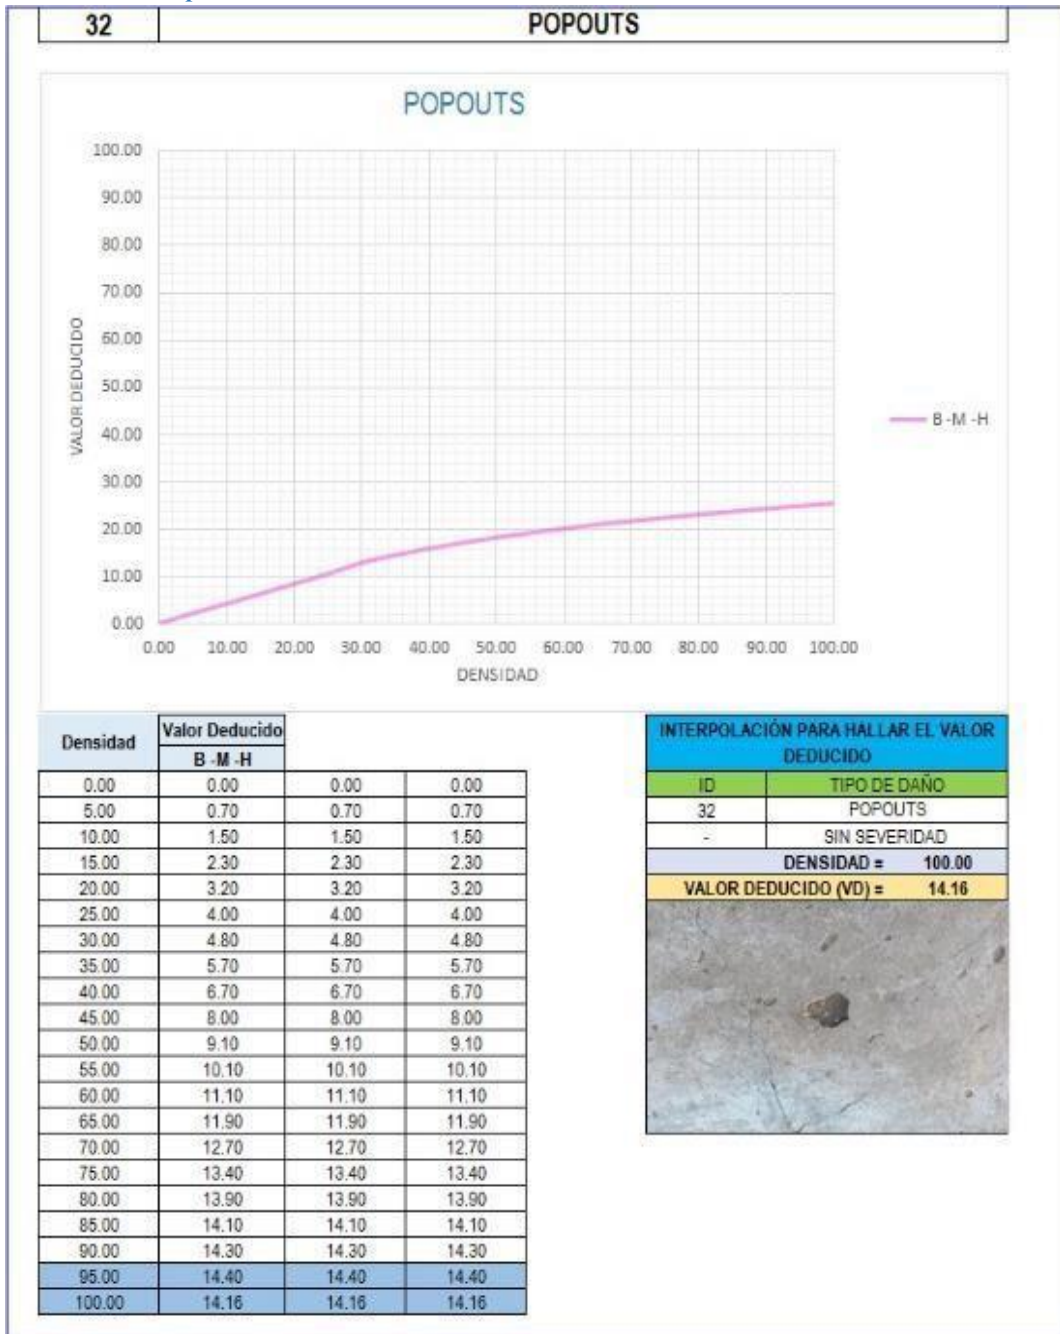 32 POPOUTS
POPOUTS
100.00
90.00
80.00
70.00
60.00
50.00
40.00
30.00
20.00
10.00
0.00
VALOR DEDUCIDO
B -M -H
0.00 10.00 20.00 30.00 40.00 50.00 60.00 70.00 80.00 90.00 100.00
DENSIDAD
Densidad Valor Deducido
B -M -H
0.00 0.00 0.00 0.00
5.00 0.70 0.70 0.70
10.00 1.50 1.50 1.50
15.00 2.30 2.30 2.30
20.00 3.20 3.20 3.20
25.00 4.00 4.00 4.00
30.00 4.80 4.80 4.80
35.00 5.70 5.70 5.70
40.00 6.70 6.70 6.70
45.00 8.00 8.00 8.00
50.00 9.10 9.10 9.10
55.00 10.10 10.10 10.10
60.00 11.10 11.10 11.10
65.00 11.90 11.90 11.90
70.00 12.70 12.70 12.70
75.00 13.40 13.40 13.40
80.00 13.90 13.90 13.90
85.00 14.10 14.10 14.10
90.00 14.30 14.30 14.30
95.00 14.40 14.40 14.40
100.00 14.16 14.16 14.16
INTERPOLACIÓN PARA HALLAR EL VALOR
DEDUCIDO
ID TIPO DE DAÑO
32 POPOUTS
- SIN SEVERIDAD
DENSIDAD = 100.00
VALOR DEDUCIDO (VD) = 14.16